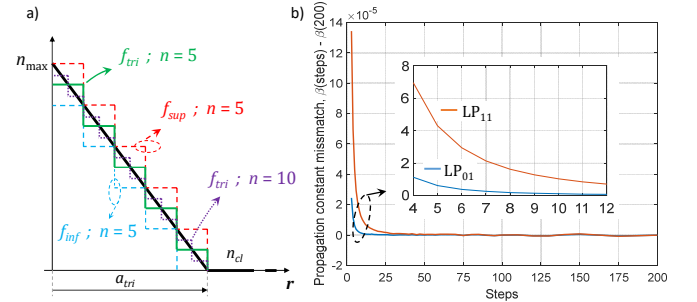 a)
n_max
f_tri ; n = 5
f_sup ; n = 5
f_tri ; n = 10
f_inf ; n = 5
n_cl
r
a_tri
b)
×10^-5
Propagation constant missmatch, β(steps) - β(200)
14
12
10
8
6
4
2
0
-2
0 25 50 75 100 125 150 175 200
Steps
8
6
4
2
0
4 5 6 7 8 9 10 11 12
LP_11
LP_01